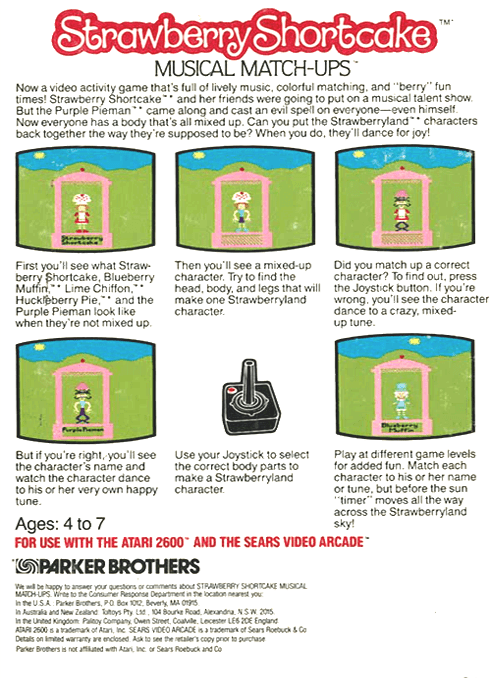 Strawberry Shortcake™
MUSICAL MATCH-UPS™
Now a video activity game that's full of lively music, colorful matching, and "berry" fun
times! Strawberry Shortcake™* and her friends were going to put on a musical talent show.
But the Purple Pieman™* came along and cast an evil spell on everyone—even himself.
Now everyone has a body that's all mixed up. Can you put the Strawberryland™* characters
back together the way they're supposed to be? When you do, they'll dance for joy!
Strawberry
Shortcake
First you'll see what Straw-
berry Shortcake, Blueberry
Muffin,™* Lime Chiffon,™*
Huckleberry Pie,™* and the
Purple Pieman look like
when they're not mixed up.
Then you'll see a mixed-up
character. Try to find the
head, body, and legs that will
make one Strawberryland
character.
Did you match up a correct
character? To find out, press
the Joystick button. If you're
wrong, you'll see the character
dance to a crazy, mixed-
up tune.
Purple Pieman
Blueberry
Muffin
But if you're right, you'll see
the character's name and
watch the character dance
to his or her very own happy
tune.
Use your Joystick to select
the correct body parts to
make a Strawberryland
character.
Play at different game levels
for added fun. Match each
character to his or her name
or tune, but before the sun
"timer" moves all the way
across the Strawberryland
sky!
Ages: 4 to 7
FOR USE WITH THE ATARI 2600™ AND THE SEARS VIDEO ARCADE™
PARKER BROTHERS
We will be happy to answer your questions or comments about STRAWBERRY SHORTCAKE MUSICAL
MATCH-UPS. Write to the Consumer Response Department in the location nearest you:
In the U.S.A.: Parker Brothers, P.O. Box 1012, Beverly, MA 01915.
In Australia and New Zealand: Toltoys Pty. Ltd., 104 Bourke Road, Alexandria, N.S.W. 2015.
In the United Kingdom: Palitoy Company, Owen Street, Coalville, Leicester LE6 2DE England
ATARI 2600 is a trademark of Atari, Inc. SEARS VIDEO ARCADE is a trademark of Sears Roebuck & Co.
Details on limited warranty are enclosed. Ask to see the retailer's copy prior to purchase
Parker Brothers is not affiliated with Atari, Inc. or Sears Roebuck and Co